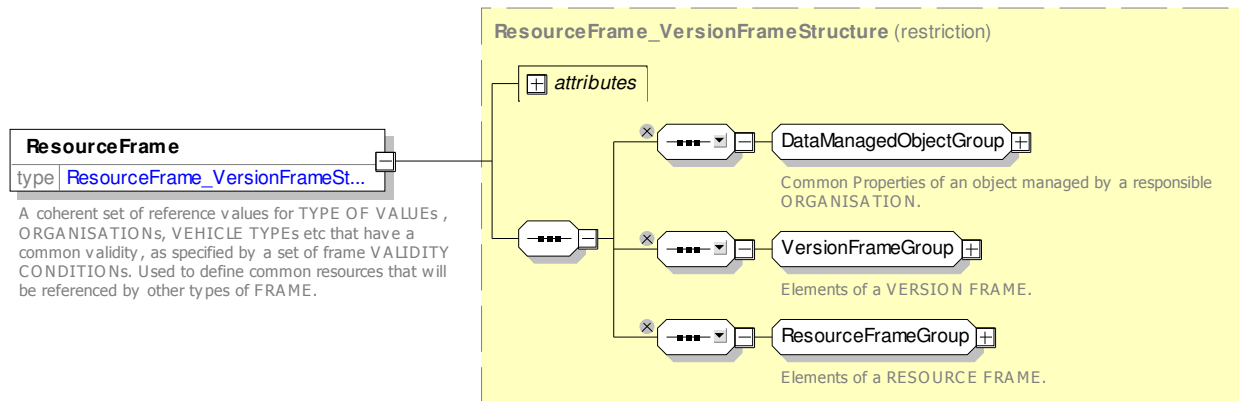 ResourceFrame_VersionFrameStructure (restriction)
attributes
ResourceFrame
type ResourceFrame_VersionFrameSt...
A coherent set of reference values for TYPE OF VALUEs ,
ORGANISATIONs, VEHICLE TYPEs etc that have a
common validity, as specified by a set of frame VALIDITY
CONDITIONs. Used to define common resources that will
be referenced by other types of FRAME.
DataManagedObjectGroup
Common Properties of an object managed by a responsible
ORGANISATION.
VersionFrameGroup
Elements of a VERSION FRAME.
ResourceFrameGroup
Elements of a RESOURCE FRAME.